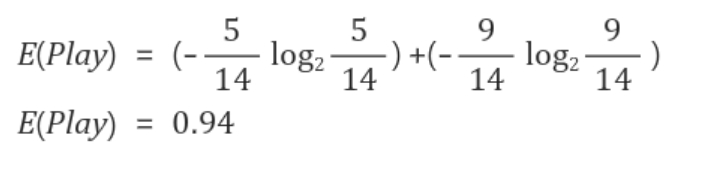 E(Play) = (-5/14 log₂ 5/14) +(-9/14 log₂ 9/14)
E(Play) = 0.94